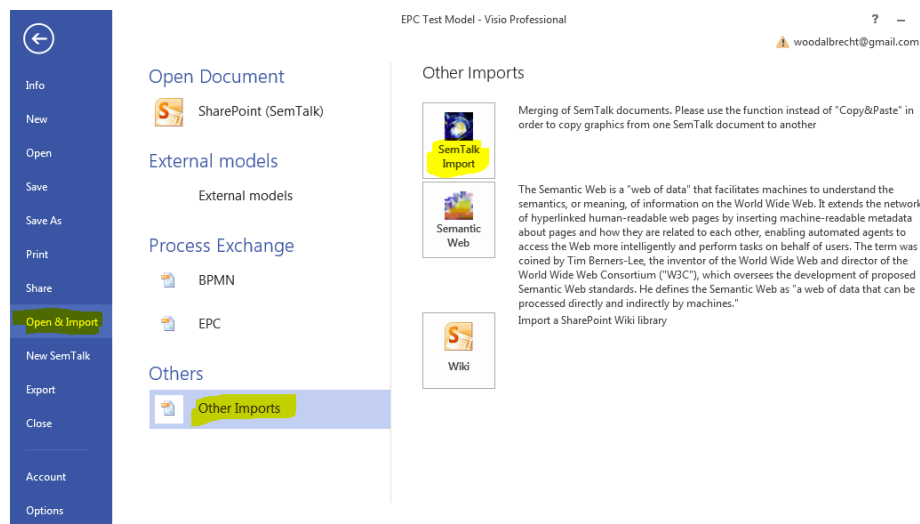 EPC Test Model - Visio Professional
?
woodalbrecht@gmail.com
Info
New
Open
Save
Save As
Print
Share
Open & Import
New SemTalk
Export
Close
Account
Options
Open Document
SharePoint (SemTalk)
External models
External models
Process Exchange
BPMN
EPC
Others
Other Imports
Other Imports
SemTalk
Import
Merging of SemTalk documents. Please use the function instead of "Copy&Paste" in
order to copy graphics from one SemTalk document to another
Semantic
Web
The Semantic Web is a "web of data" that facilitates machines to understand the
semantics, or meaning, of information on the World Wide Web. It extends the network
of hyperlinked human-readable web pages by inserting machine-readable metadata
about pages and how they are related to each other, enabling automated agents to
access the Web more intelligently and perform tasks on behalf of users. The term was
coined by Tim Berners-Lee, the inventor of the World Wide Web and director of the
World Wide Web Consortium ("W3C"), which oversees the development of proposed
Semantic Web standards. He defines the Semantic Web as "a web of data that can be
processed directly and indirectly by machines."
Wiki
Import a SharePoint Wiki library